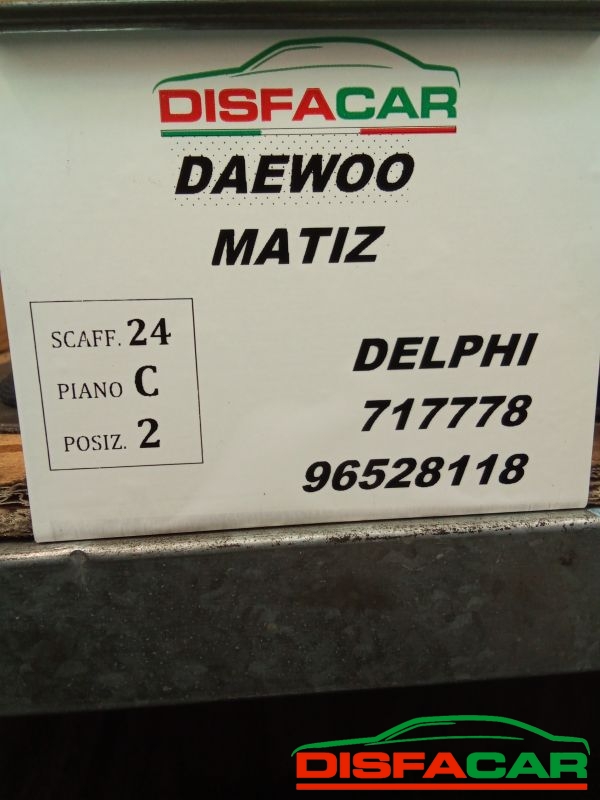 DISFACAR
DAEWOO
MATIZ
SCAFF. 24
PIANO C
POSIZ. 2
DELPHI
717778
96528118
DISFACAR